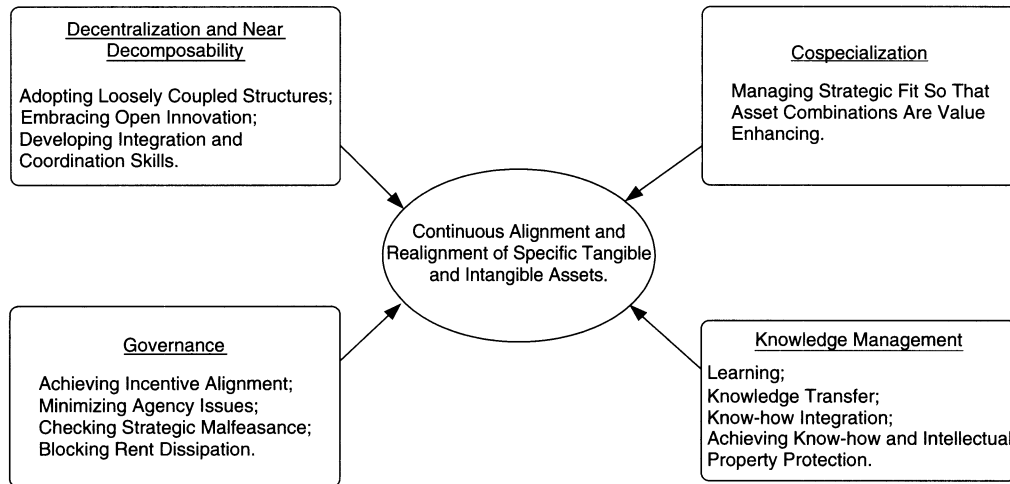 Decentralization and Near
Decomposability
Adopting Loosely Coupled Structures;
Embracing Open Innovation;
Developing Integration and
Coordination Skills.
Cospecialization
Managing Strategic Fit So That
Asset Combinations Are Value
Enhancing.
Continuous Alignment and
Realignment of Specific Tangible
and Intangible Assets.
Governance
Achieving Incentive Alignment;
Minimizing Agency Issues;
Checking Strategic Malfeasance;
Blocking Rent Dissipation.
Knowledge Management
Learning;
Knowledge Transfer;
Know-how Integration;
Achieving Know-how and Intellectual
Property Protection.